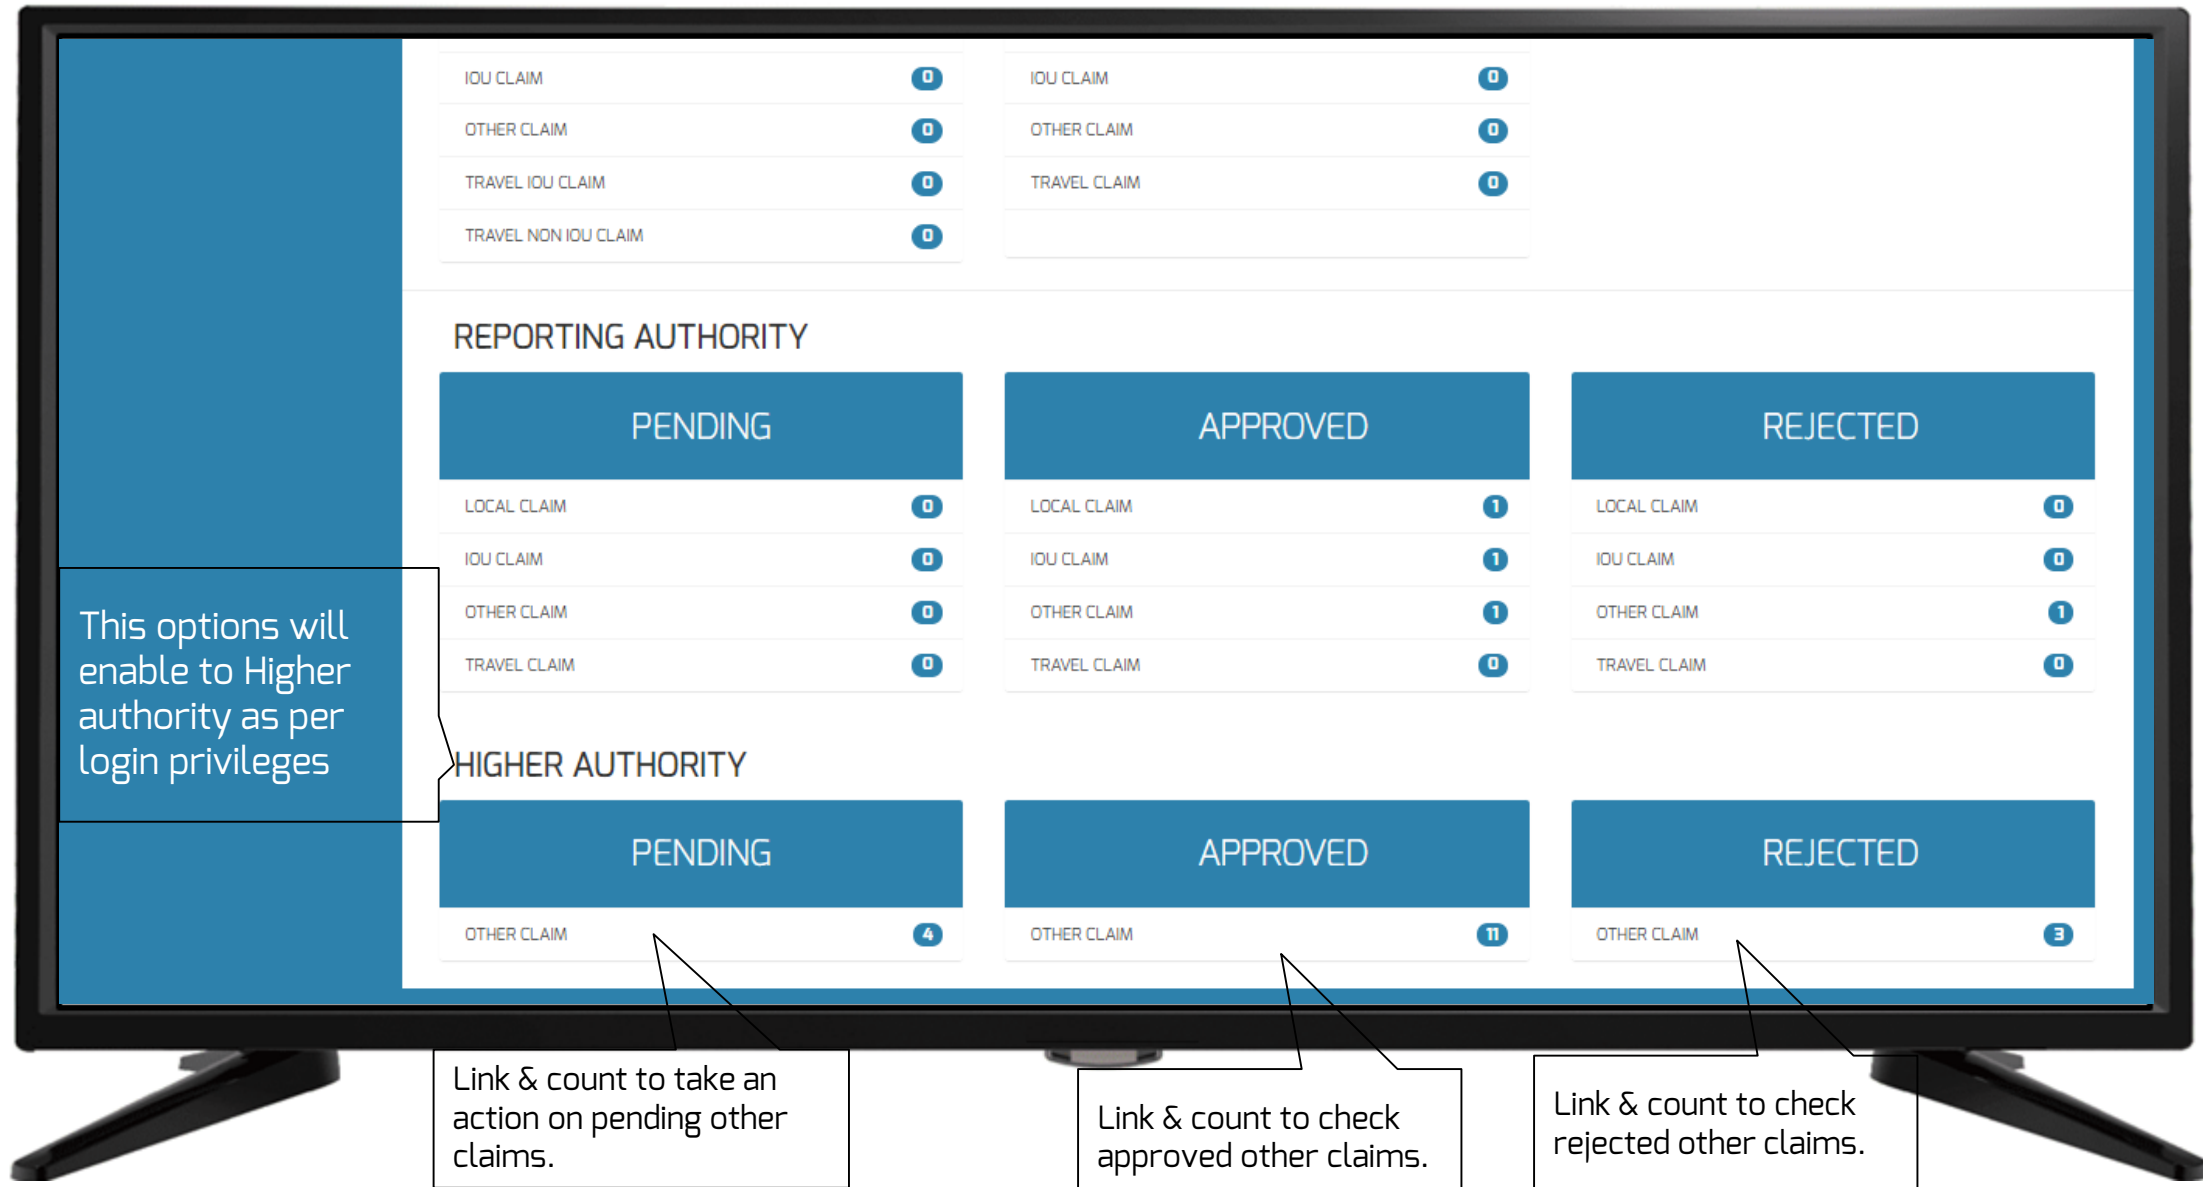 IOU CLAIM 0 IOU CLAIM 0
OTHER CLAIM 0 OTHER CLAIM 0
TRAVEL IOU CLAIM 0 TRAVEL CLAIM 0
TRAVEL NON IOU CLAIM 0
REPORTING AUTHORITY
PENDING APPROVED REJECTED
LOCAL CLAIM 0 LOCAL CLAIM 1 LOCAL CLAIM 0
IOU CLAIM 0 IOU CLAIM 1 IOU CLAIM 0
OTHER CLAIM 0 OTHER CLAIM 1 OTHER CLAIM 1
TRAVEL CLAIM 0 TRAVEL CLAIM 0 TRAVEL CLAIM 0
This options will
enable to Higher
authority as per
login privileges
HIGHER AUTHORITY
PENDING APPROVED REJECTED
OTHER CLAIM 4 OTHER CLAIM 11 OTHER CLAIM 3
Link & count to take an
action on pending other
claims.
Link & count to check
approved other claims.
Link & count to check
rejected other claims.